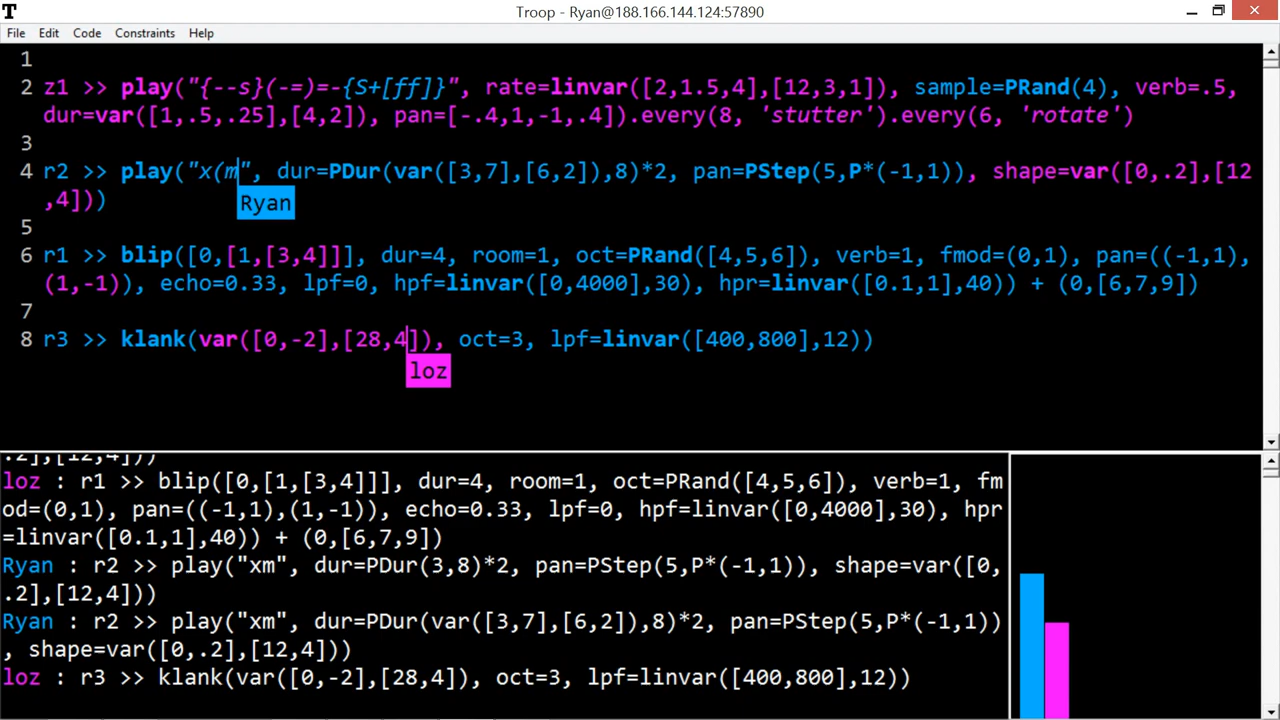 T
Troop - Ryan@188.166.144.124:57890
File Edit Code Constraints Help
1
2 z1 >> play("{--s}(-=)=-{S+[ff]}", rate=linvar([2,1.5,4],[12,3,1]), sample=PRand(4), verb=.5,
dur=var([1,.5,.25],[4,2]), pan=[-.4,1,-1,.4]).every(8, 'stutter').every(6, 'rotate')
3
4 r2 >> play("x(m", dur=PDur(var([3,7],[6,2]),8)*2, pan=PStep(5,P*(-1,1)), shape=var([0,.2],[12
,4]))
Ryan
5
6 r1 >> blip([0,[1,[3,4]]], dur=4, room=1, oct=PRand([4,5,6]), verb=1, fmod=(0,1), pan=((-1,1),
(1,-1)), echo=0.33, lpf=0, hpf=linvar([0,4000],30), hpr=linvar([0.1,1],40)) + (0,[6,7,9])
7
8 r3 >> klank(var([0,-2],[28,4]), oct=3, lpf=linvar([400,800],12))
loz
.2],[12,4]))
loz : r1 >> blip([0,[1,[3,4]]], dur=4, room=1, oct=PRand([4,5,6]), verb=1, fm
od=(0,1), pan=((-1,1),(1,-1)), echo=0.33, lpf=0, hpf=linvar([0,4000],30), hpr
=linvar([0.1,1],40)) + (0,[6,7,9])
Ryan : r2 >> play("xm", dur=PDur(3,8)*2, pan=PStep(5,P*(-1,1)), shape=var([0,
.2],[12,4]))
Ryan : r2 >> play("xm", dur=PDur(var([3,7],[6,2]),8)*2, pan=PStep(5,P*(-1,1))
, shape=var([0,.2],[12,4]))
loz : r3 >> klank(var([0,-2],[28,4]), oct=3, lpf=linvar([400,800],12))